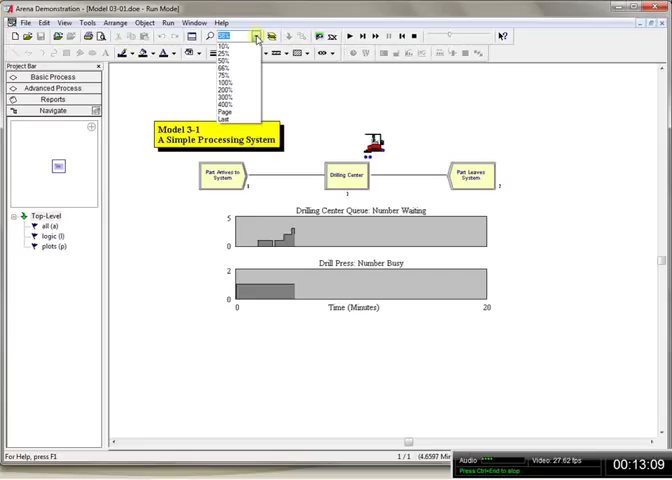 Arena Demonstration - [Model 03-01.doe - Run Mode]
File Edit View Tools Arrange Object Run Window Help
10%
25%
50%
66%
75%
100%
200%
300%
400%
Page
Last
Project Bar
Basic Process
Advanced Process
Reports
Navigate
Top-Level
all (a)
logic (l)
plots (p)
Model 3-1
A Simple Processing System
Part Arrives to
System
Drilling Center
Part Leaves
System
Drilling Center Queue: Number Waiting
5
0
Drill Press: Number Busy
2
0
0
Time (Minutes)
20
For Help, press F1
1 / 1
(4.6597 Min
Audio
Video: 27.62 fps
Press Ctrl+End to stop
00:13:09